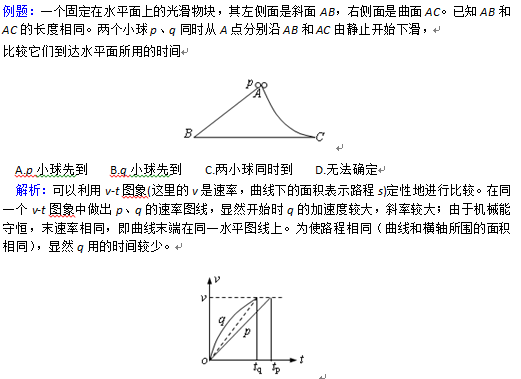 例题：一个固定在水平面上的光滑物块，其左侧面是斜面 AB，右侧面是曲面 AC。已知 AB 和
AC 的长度相同。两个小球 p、q 同时从 A 点分别沿 AB 和 AC 由静止开始下滑，
比较它们到达水平面所用的时间
p
A
B
C
A.p 小球先到 B.q 小球先到 C.两小球同时到 D.无法确定
解析：可以利用 v-t 图象(这里的 v 是速率，曲线下的面积表示路程 s)定性地进行比较。在同
一个 v-t 图象中做出 p、q 的速率图线，显然开始时 q 的加速度较大，斜率较大；由于机械能
守恒，末速率相同，即曲线末端在同一水平图线上。为使路程相同（曲线和横轴所围的面积
相同），显然 q 用的时间较少。
v
v
q
p
o
tq
tp
t